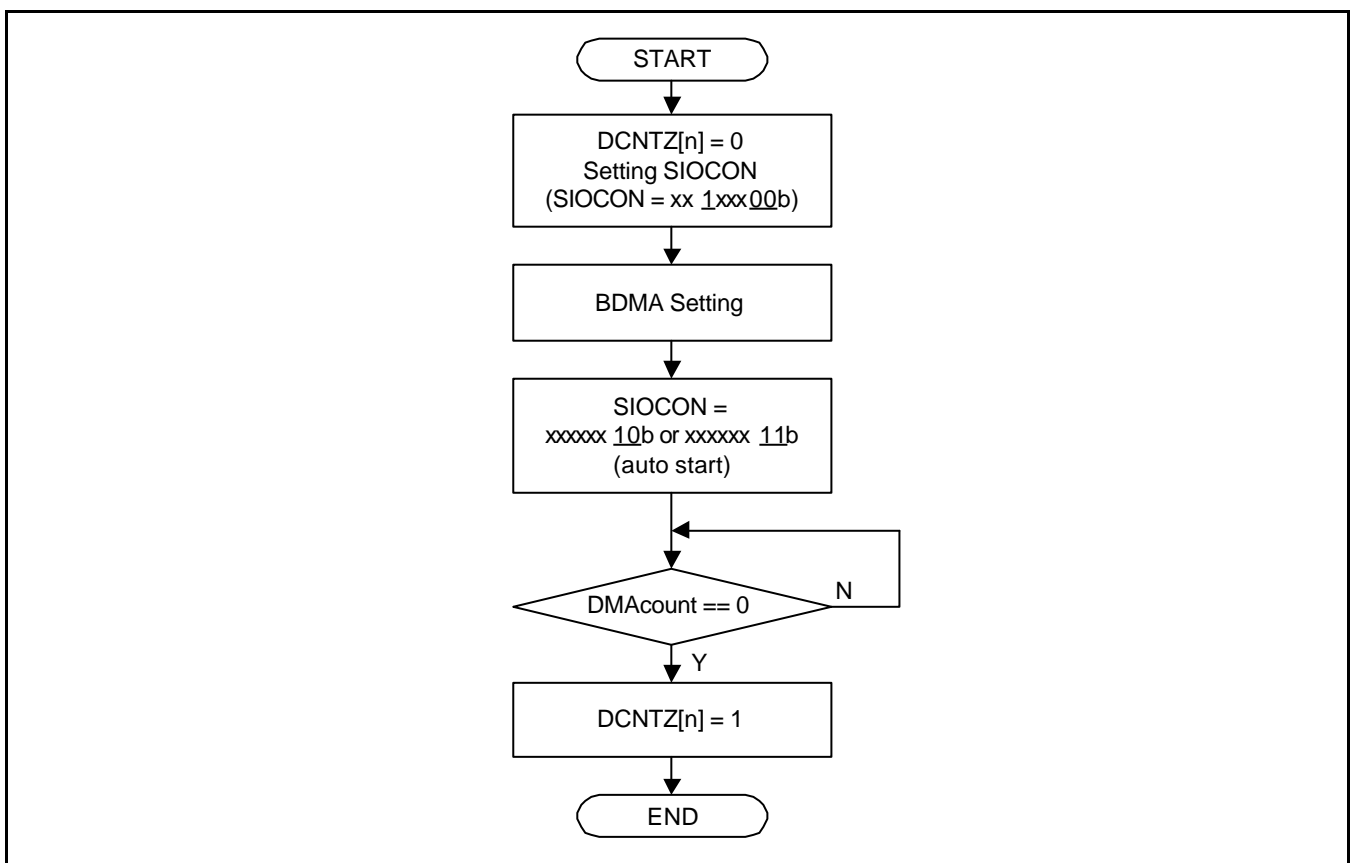 START
DCNTZ[n] = 0
Setting SIOCON
(SIOCON = xx 1xxx00b)
BDMA Setting
SIOCON =
xxxxxx 10b or xxxxxx 11b
(auto start)
DMAcount == 0
N
Y
DCNTZ[n] = 1
END